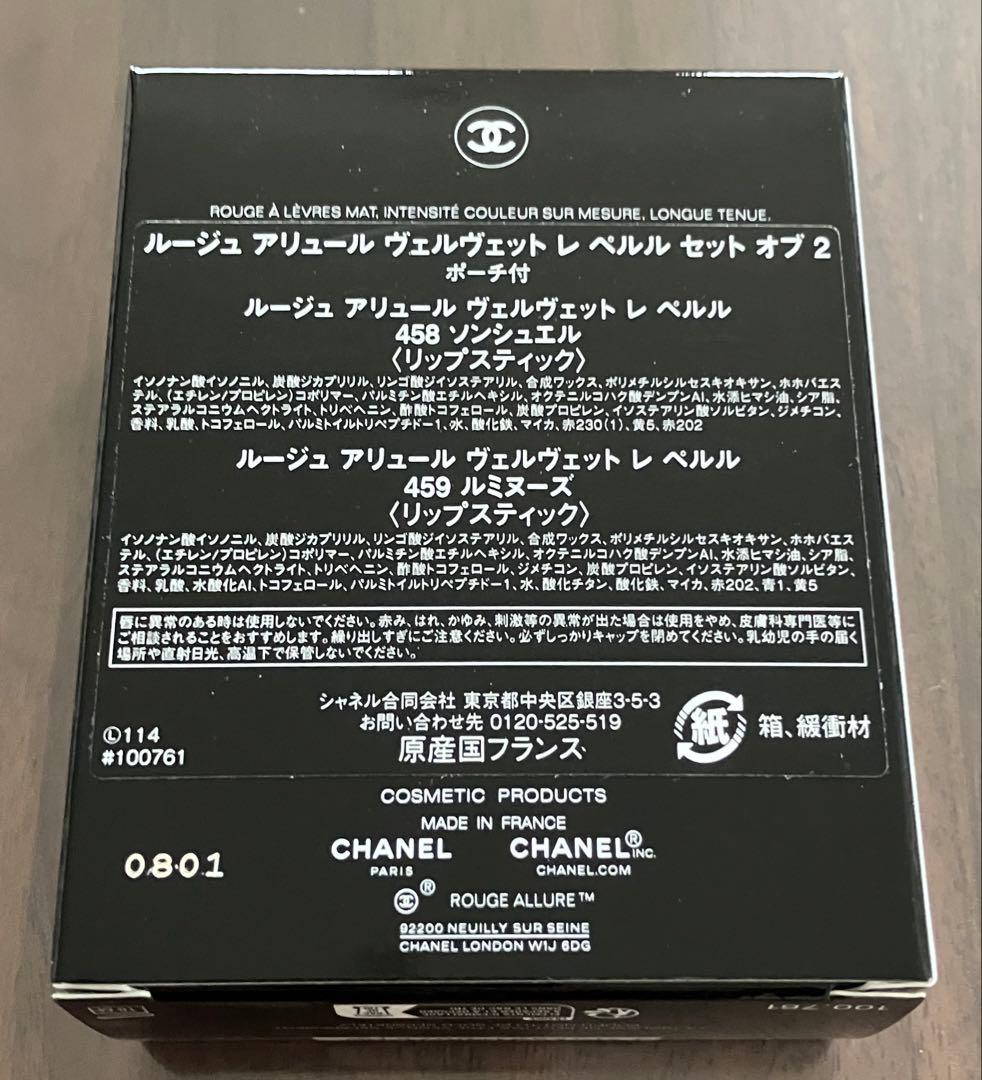 ROUGE À LÈVRES MAT, INTENSITÉ COULEUR SUR MESURE, LONGUE TENUE.
ルージュ アリュール ヴェルヴェット レ ペルル セット オブ 2
ポーチ付
ルージュ アリュール ヴェルヴェット レ ペルル
458 ソンシュエル
〈リップスティック〉
イソノナン酸イソノニル、炭酸ジカプリリル、リンゴ酸ジイソステアリル、合成ワックス、ポリメチルシルセスキオキサン、ホホバエス
テル、（エチレン/プロピレン）コポリマー、パルミチン酸エチルヘキシル、オクテニルコハク酸デンプンAl、水添ヒマシ油、シア脂、
ステアラルコニウムヘクトライト、トリベヘニン、酢酸トコフェロール、炭酸プロピレン、イソステアリン酸ソルビタン、ジメチコン、
香料、乳酸、トコフェロール、パルミトイルトリペプチドー1、水、酸化鉄、マイカ、赤230(1)、黄5、赤202
ルージュ アリュール ヴェルヴェット レ ペルル
459 ルミヌーズ
〈リップスティック〉
イソノナン酸イソノニル、炭酸ジカプリリル、リンゴ酸ジイソステアリル、合成ワックス、ポリメチルシルセスキオキサン、ホホバエス
テル、（エチレン/プロピレン）コポリマー、パルミチン酸エチルヘキシル、オクテニルコハク酸デンプンAl、水添ヒマシ油、シア脂、
ステアラルコニウムヘクトライト、トリベヘニン、酢酸トコフェロール、ジメチコン、炭酸プロピレン、イソステアリン酸ソルビタン、
香料、乳酸、水酸化Al、トコフェロール、パルミトイルトリペプチドー1、水、酸化チタン、酸化鉄、マイカ、赤202、青1、黄5
唇に異常のある時は使用しないでください。赤み、はれ、かゆみ、刺激等の異常が出た場合は使用をやめ、皮膚科専門医等に
ご相談されることをおすすめします。繰り出しすぎにご注意ください。必ずしっかりキャップを閉めてください。乳幼児の手の届く
場所や直射日光、高温下で保管しないでください。
シャネル合同会社 東京都中央区銀座3-5-3
お問い合わせ先 0120-525-519
原産国フランス
Ⓛ114
#100761
紙 箱、緩衝材
COSMETIC PRODUCTS
MADE IN FRANCE
CHANEL CHANEL® INC.
PARIS CHANEL.COM
0801
® ROUGE ALLURE™
92200 NEUILLY SUR SEINE
CHANEL LONDON W1J 6DG